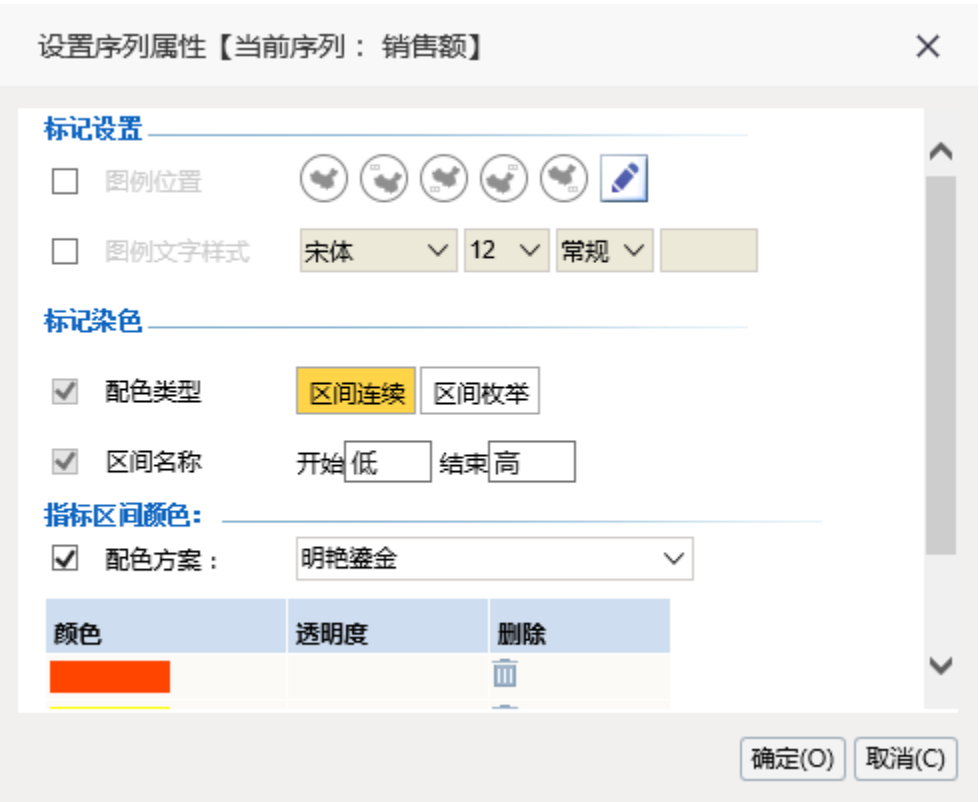 设置序列属性【当前序列： 销售额】
标记设置
图例位置
图例文字样式 宋体 12 常规
标记染色
配色类型 区间连续 区间枚举
区间名称 开始 低 结束 高
指标区间颜色：
配色方案： 明艳鎏金
颜色 透明度 删除
确定(O) 取消(C)